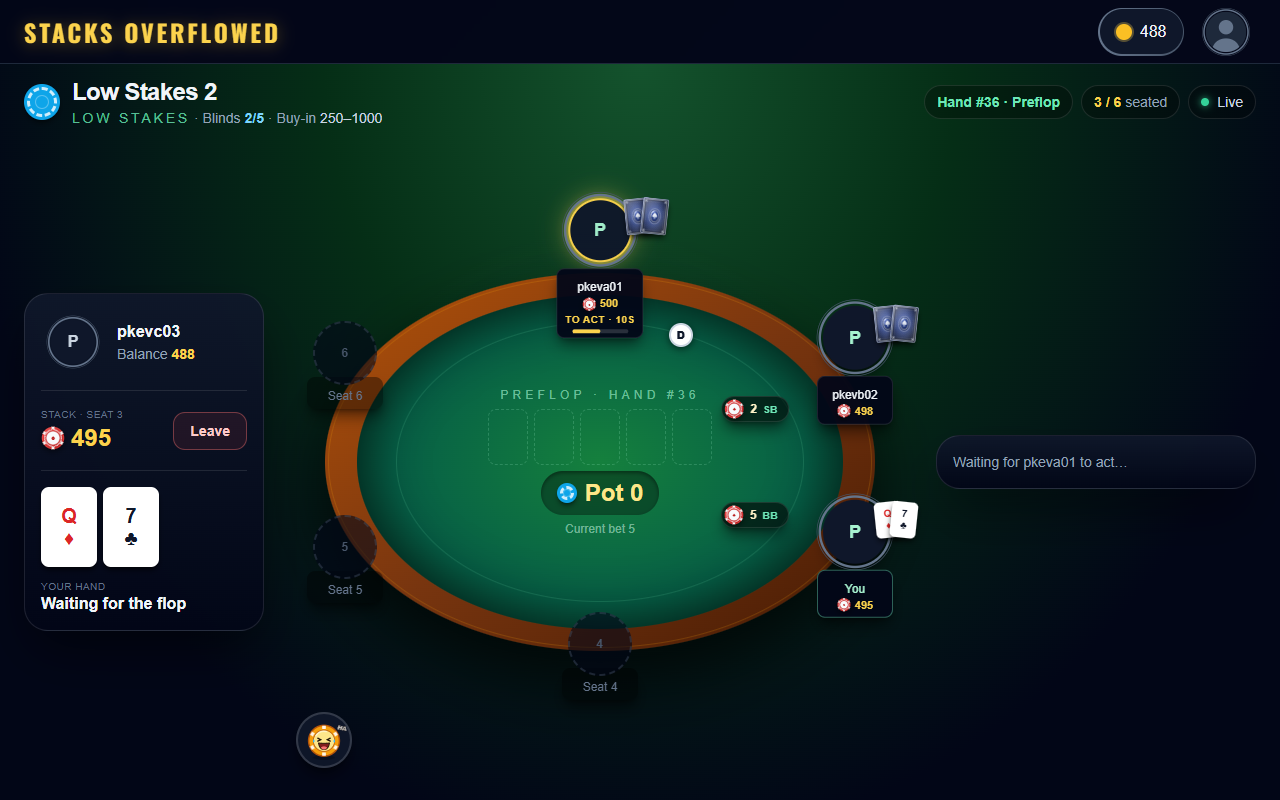 STACKS OVERFLOWED
488
Low Stakes 2
LOW STAKES · Blinds 2/5 · Buy-in 250–1000
Hand #36 · Preflop
3 / 6 seated
Live
P
pkeva01
500
TO ACT · 10S
D
P
pkevb02
498
6
Seat 6
P
pkevc03
Balance 488
STACK · SEAT 3
495
Leave
Q
7
YOUR HAND
Waiting for the flop
PREFLOP · HAND #36
2 SB
Pot 0
Current bet 5
5 BB
Waiting for pkeva01 to act…
P
Q
7
You
495
5
Seat 5
4
Seat 4
HA